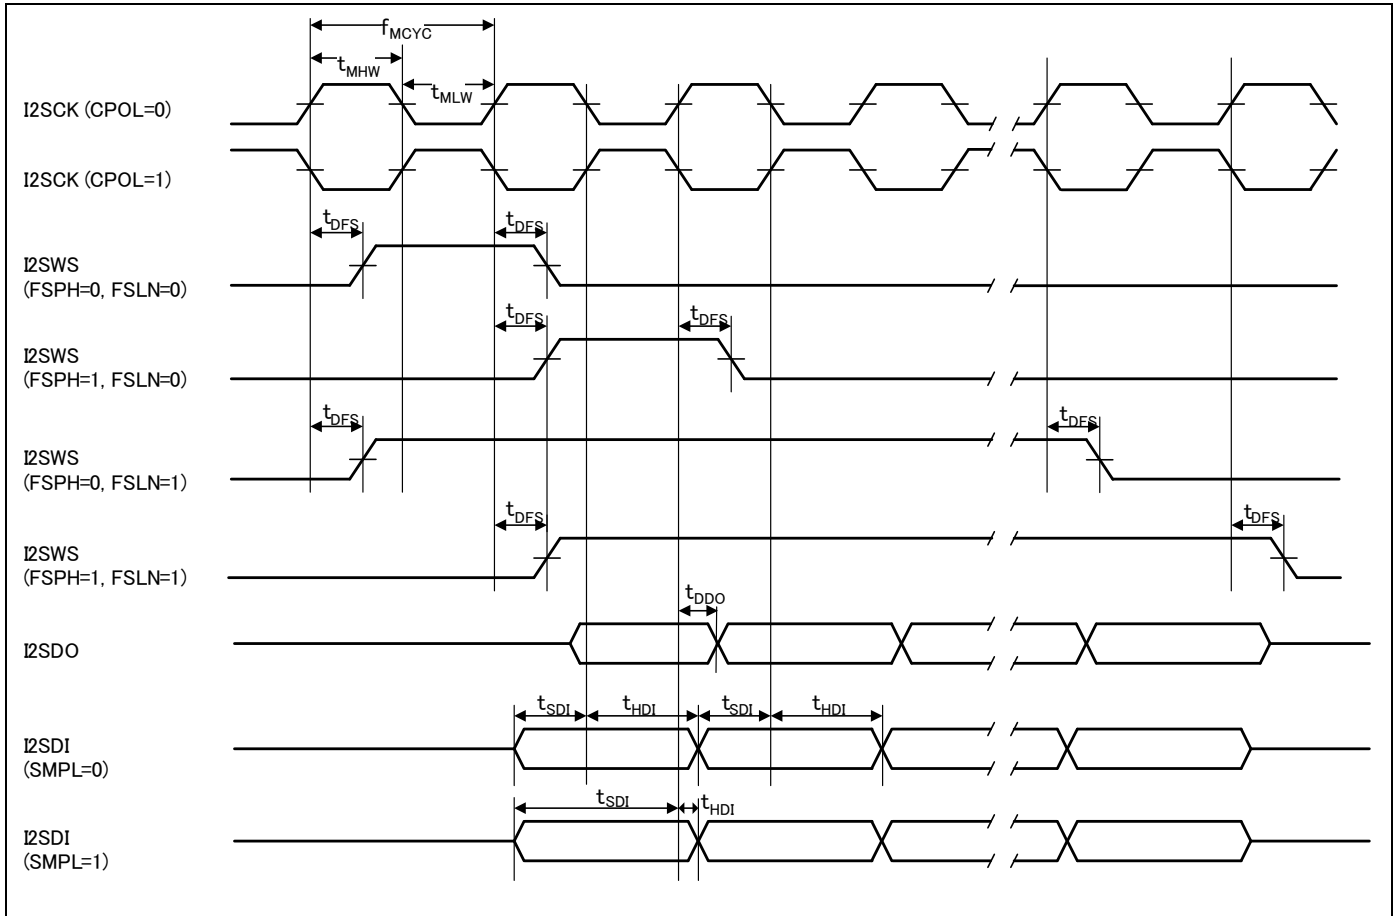 fMCYC
tMHW
tMLW
I2SCK (CPOL=0)
I2SCK (CPOL=1)
tDFS tDFS
I2SWS
(FSPH=0, FSLN=0)
tDFS tDFS
I2SWS
(FSPH=1, FSLN=0)
tDFS tDFS
I2SWS
(FSPH=0, FSLN=1)
tDFS tDFS
I2SWS
(FSPH=1, FSLN=1)
tDDO
I2SDO
tSDI tHDI tSDI tHDI
I2SDI
(SMPL=0)
tSDI tHDI
I2SDI
(SMPL=1)